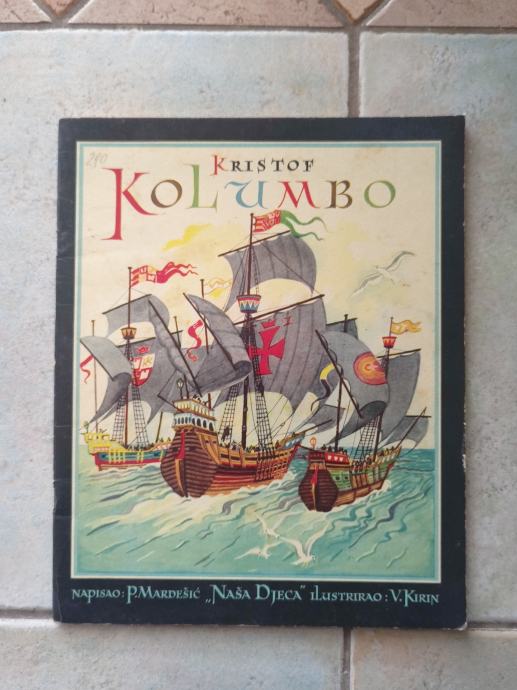 290
KRISTOF
KOLUMBO
NAPISAO: P. MARDEŠIĆ „NAŠA DJECA" ILUSTRIRAO: V. KIRIN